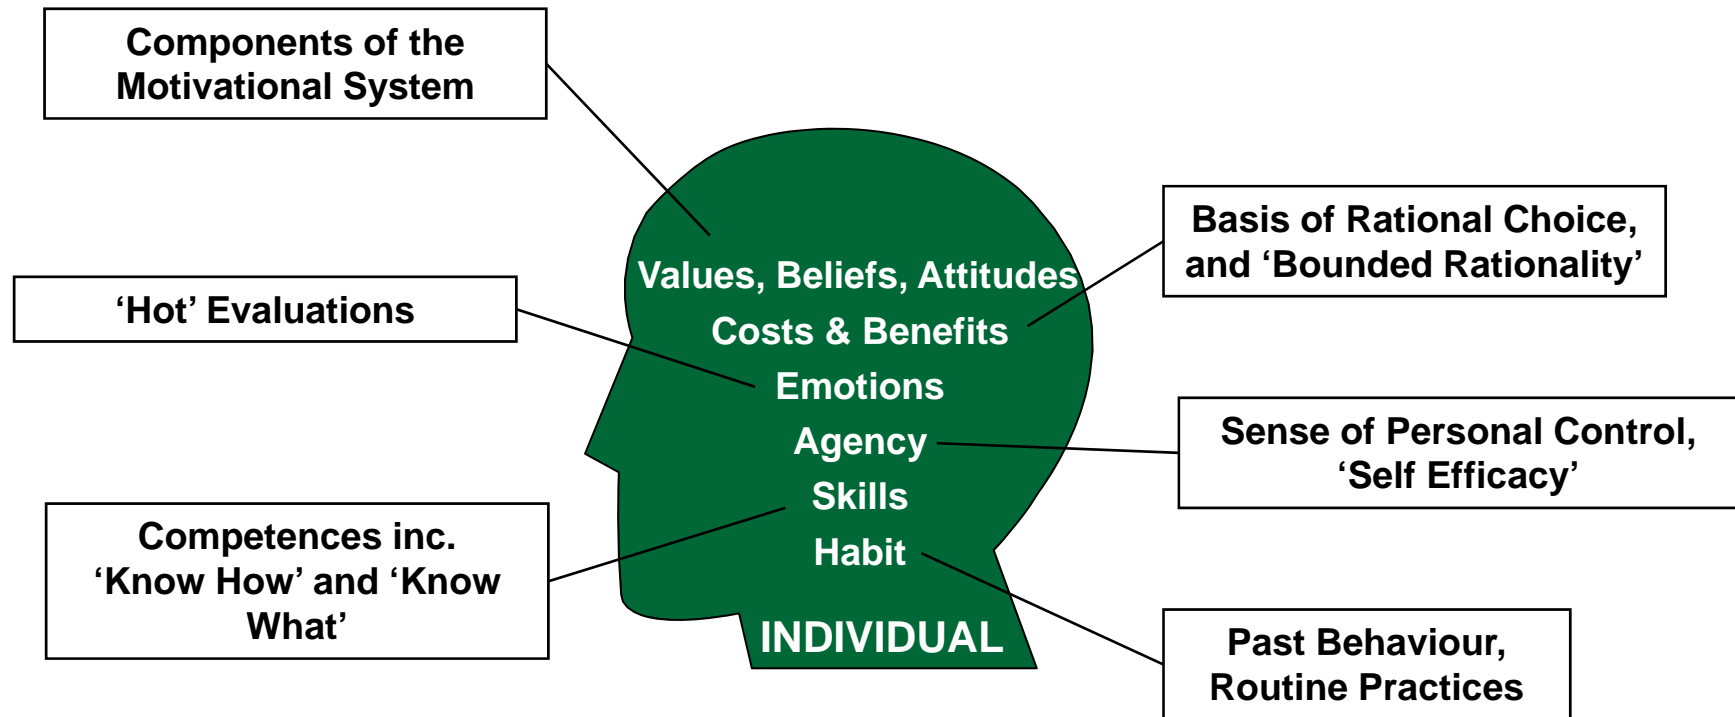 Components of the
Motivational System
‘Hot’ Evaluations
Competences inc.
‘Know How’ and ‘Know
What’
Values, Beliefs, Attitudes
Costs & Benefits
Emotions
Agency
Skills
Habit
INDIVIDUAL
Basis of Rational Choice,
and ‘Bounded Rationality’
Sense of Personal Control,
‘Self Efficacy’
Past Behaviour,
Routine Practices